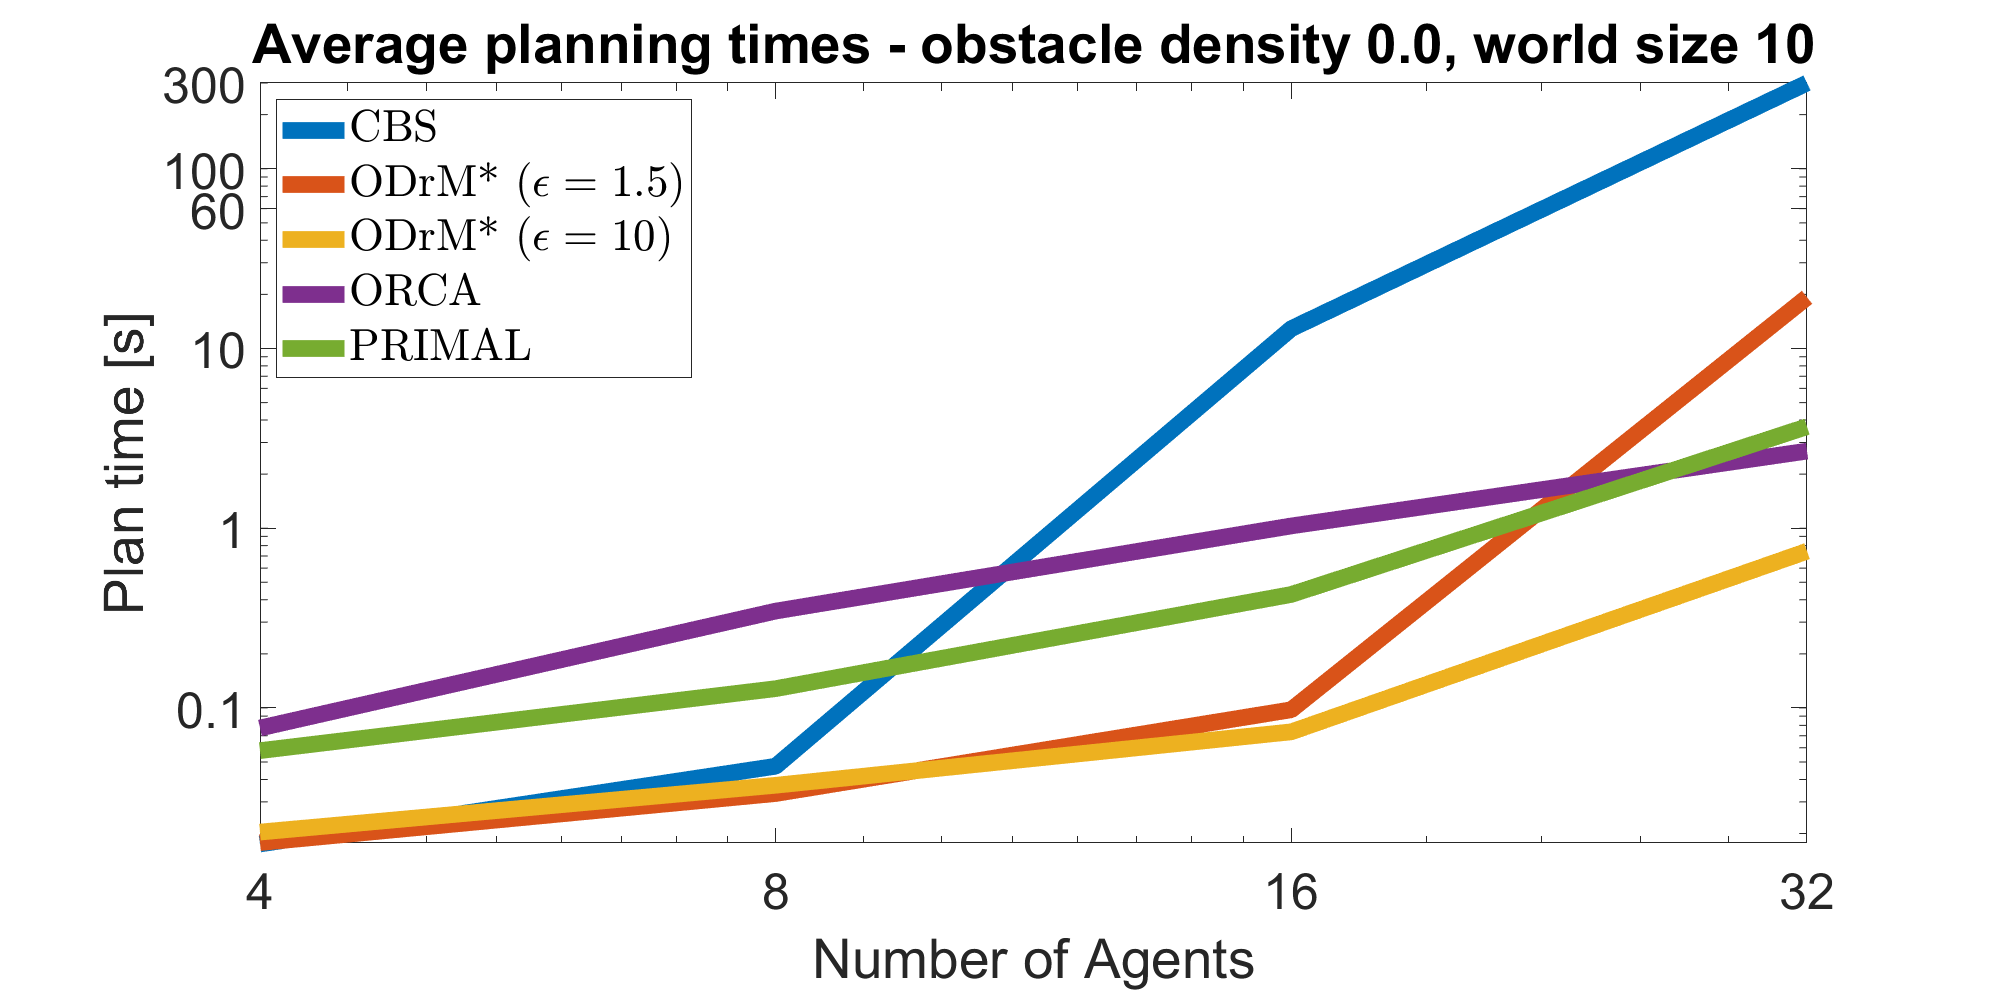 Average planning times - obstacle density 0.0, world size 10
300
100
60
10
1
0.1
Plan time [s]
CBS
ODrM* (ϵ = 1.5)
ODrM* (ϵ = 10)
ORCA
PRIMAL
4 8 16 32
Number of Agents